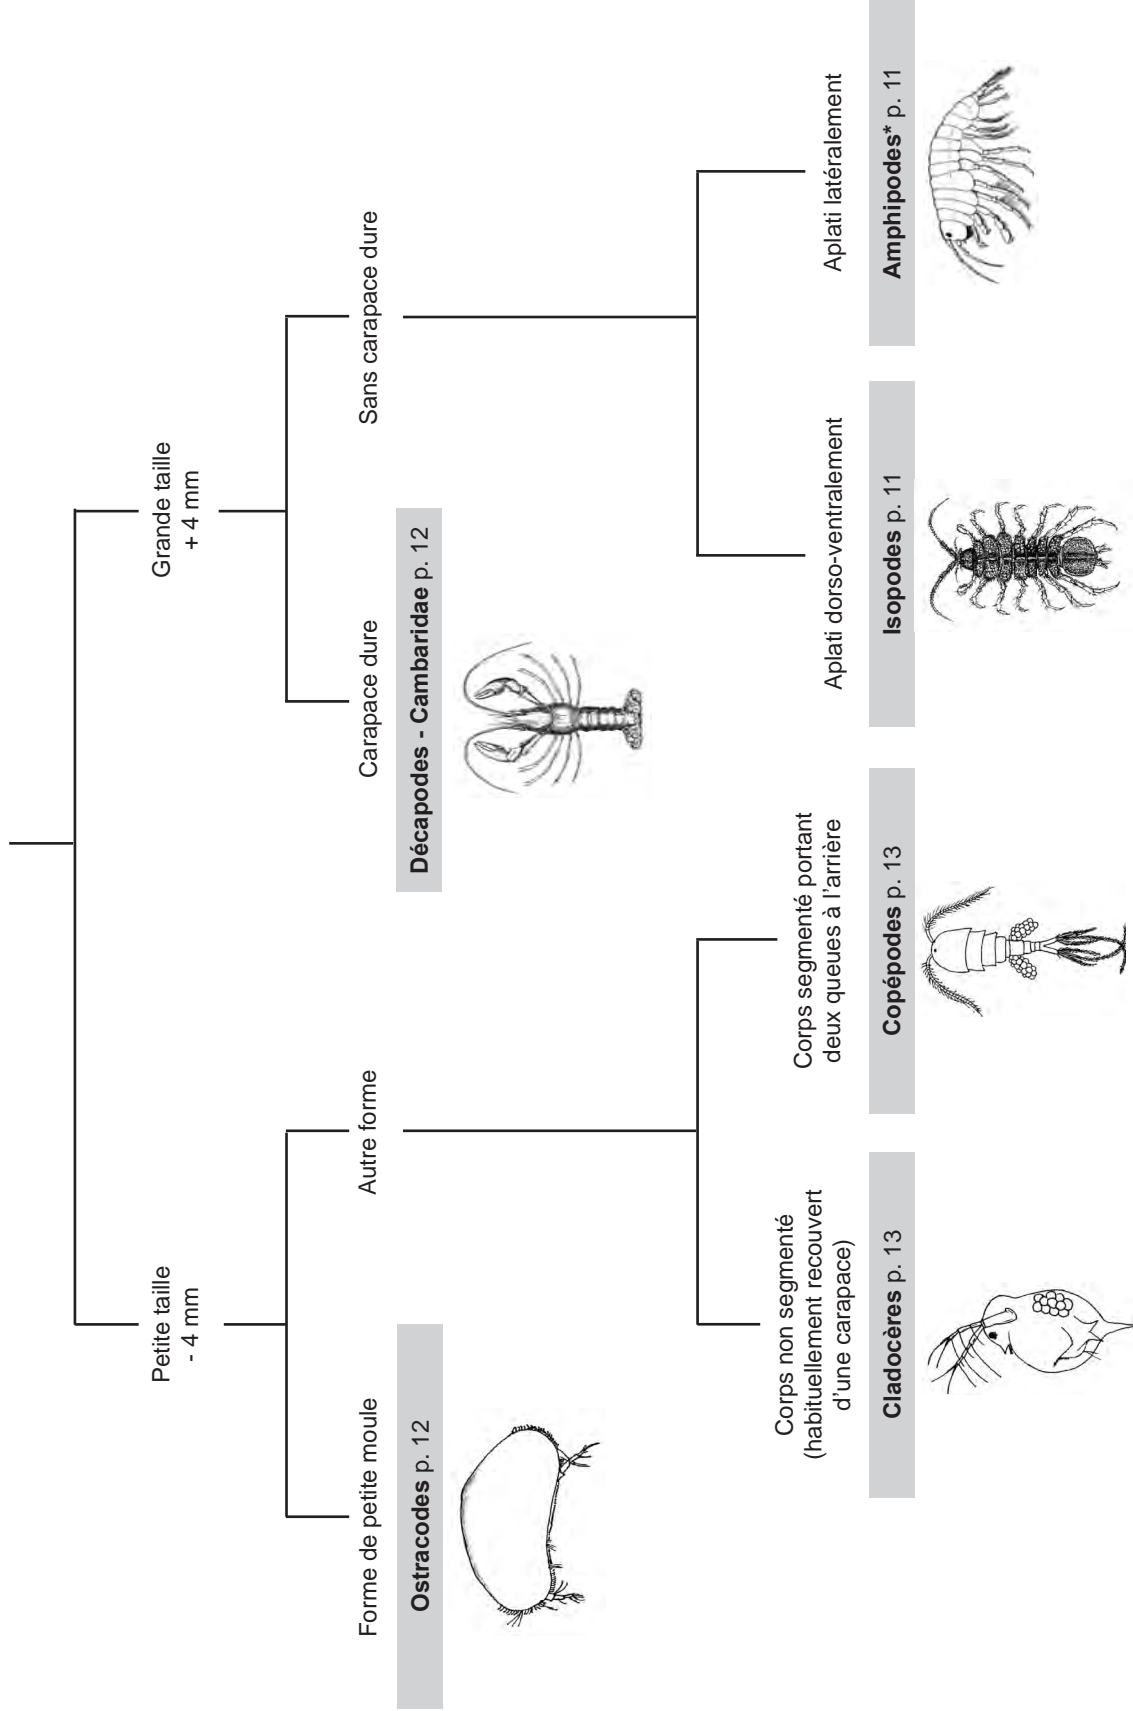 Petite taille
- 4 mm
Grande taille
+ 4 mm
Forme de petite moule
Autre forme
Carapace dure
Sans carapace dure
Ostracodes p. 12
Décapodes - Cambaridae p. 12
Corps non segmenté
(habituellement recouvert
d'une carapace)
Corps segmenté portant
deux queues à l'arrière
Aplati dorso-ventralement
Aplati latéralement
Cladocères p. 13
Copépodes p. 13
Isopodes p. 11
Amphipodes* p. 11